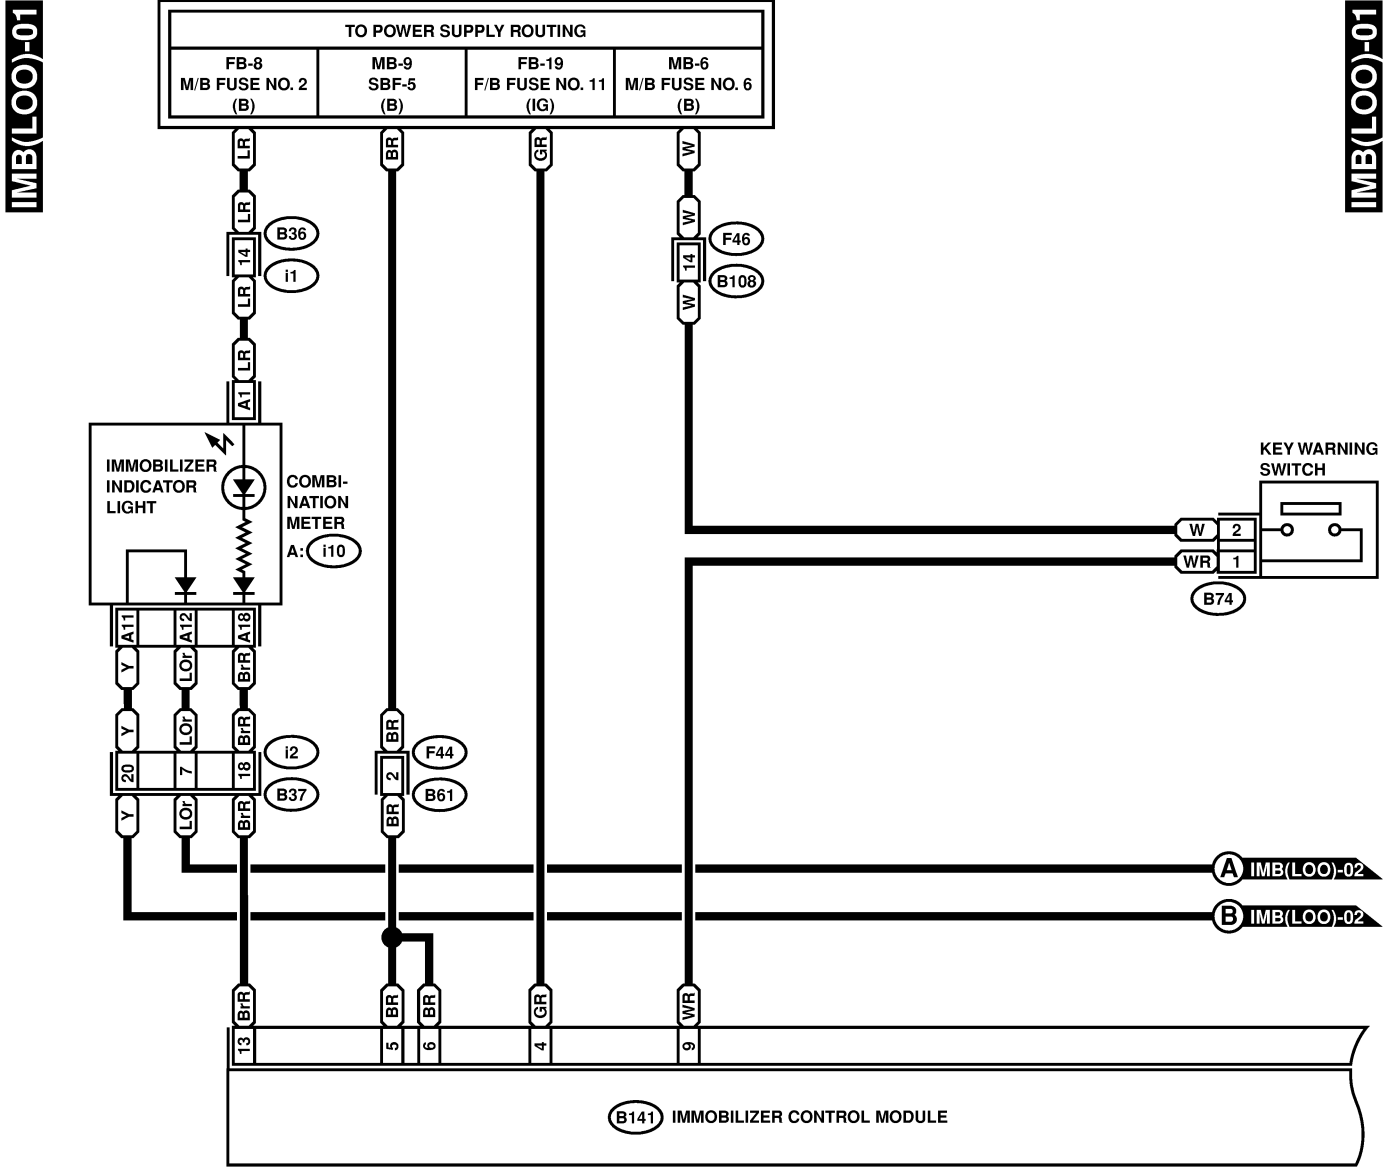 IMB(LOO)-01
IMB(LOO)-01
TO POWER SUPPLY ROUTING
FB-8
M/B FUSE NO. 2
(B)
MB-9
SBF-5
(B)
FB-19
F/B FUSE NO. 11
(IG)
MB-6
M/B FUSE NO. 6
(B)
LR
BR
GR
W
LR
W
B36
14
i1
F46
14
B108
LR
W
LR
A1
IMMOBILIZER
INDICATOR
LIGHT
COMBI-
NATION
METER
A: i10
KEY WARNING
SWITCH
W 2
WR 1
B74
A11
A12
A18
Y
LOr
BrR
Y
LOr
BrR
BR
20
7
18
i2
B37
2
F44
B61
Y
LOr
BrR
BR
A IMB(LOO)-02
B IMB(LOO)-02
BrR
BR
BR
GR
WR
13
5
6
4
9
B141 IMMOBILIZER CONTROL MODULE